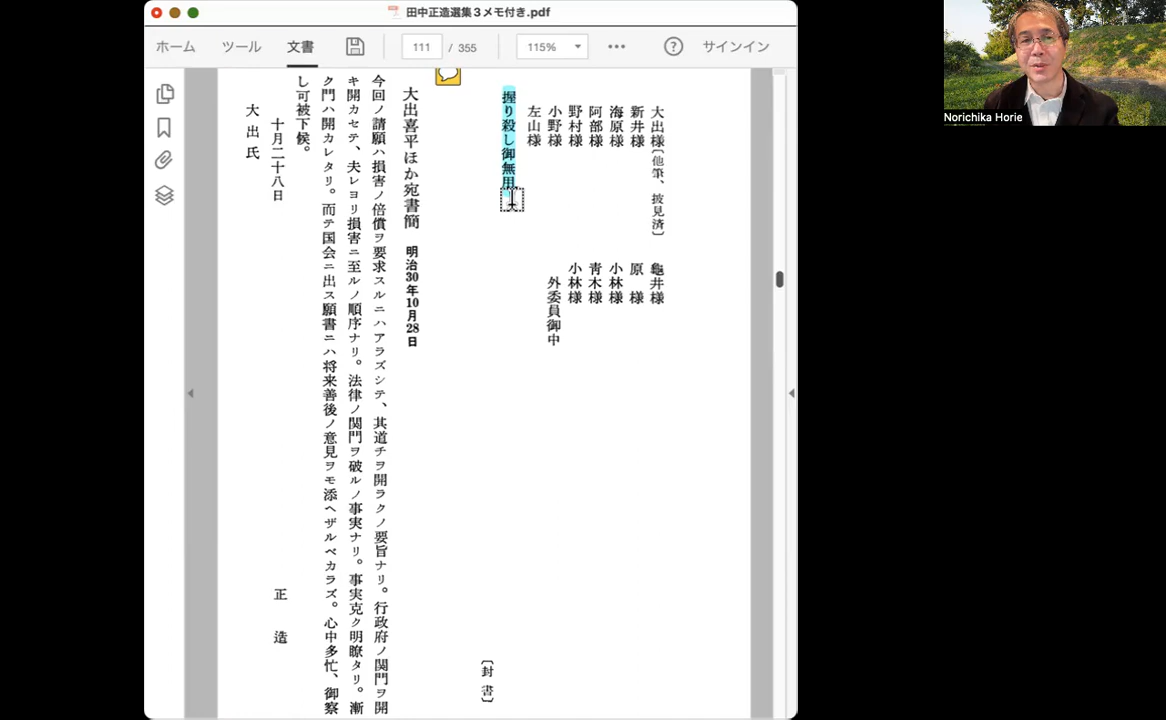 田中正造選集3メモ付き.pdf
ホーム ツール 文書 111 / 355 115% サインイン
Norichika Horie
大出様〔他筆、披見済〕 龜井様
新井様 原 様
海原様 小林様
阿部様 青木様
野村様 小林様
小野様 外委員御中
左山様
握り殺し御無用
〔封 書〕
大出喜平ほか宛書簡 明治30年10月28日
今回ノ請願ハ損害ノ倍償ヲ要求スルニハアラズシテ、其道チヲ開ラクノ要旨ナリ。行政府ノ関門ヲ開
キ開カセテ、夫レヨリ損害ニ至ルノ順序ナリ。法律ノ関門ヲ破ルノ事実ナリ。事実克ク明瞭タリ。漸
ク門ハ開カレタリ。而テ国会ニ出ス願書ニハ将来善後ノ意見ヲモ添ヘザルベカラズ。心中多忙、御察
し可被下候。
十月二十八日 正 造
大 出 氏